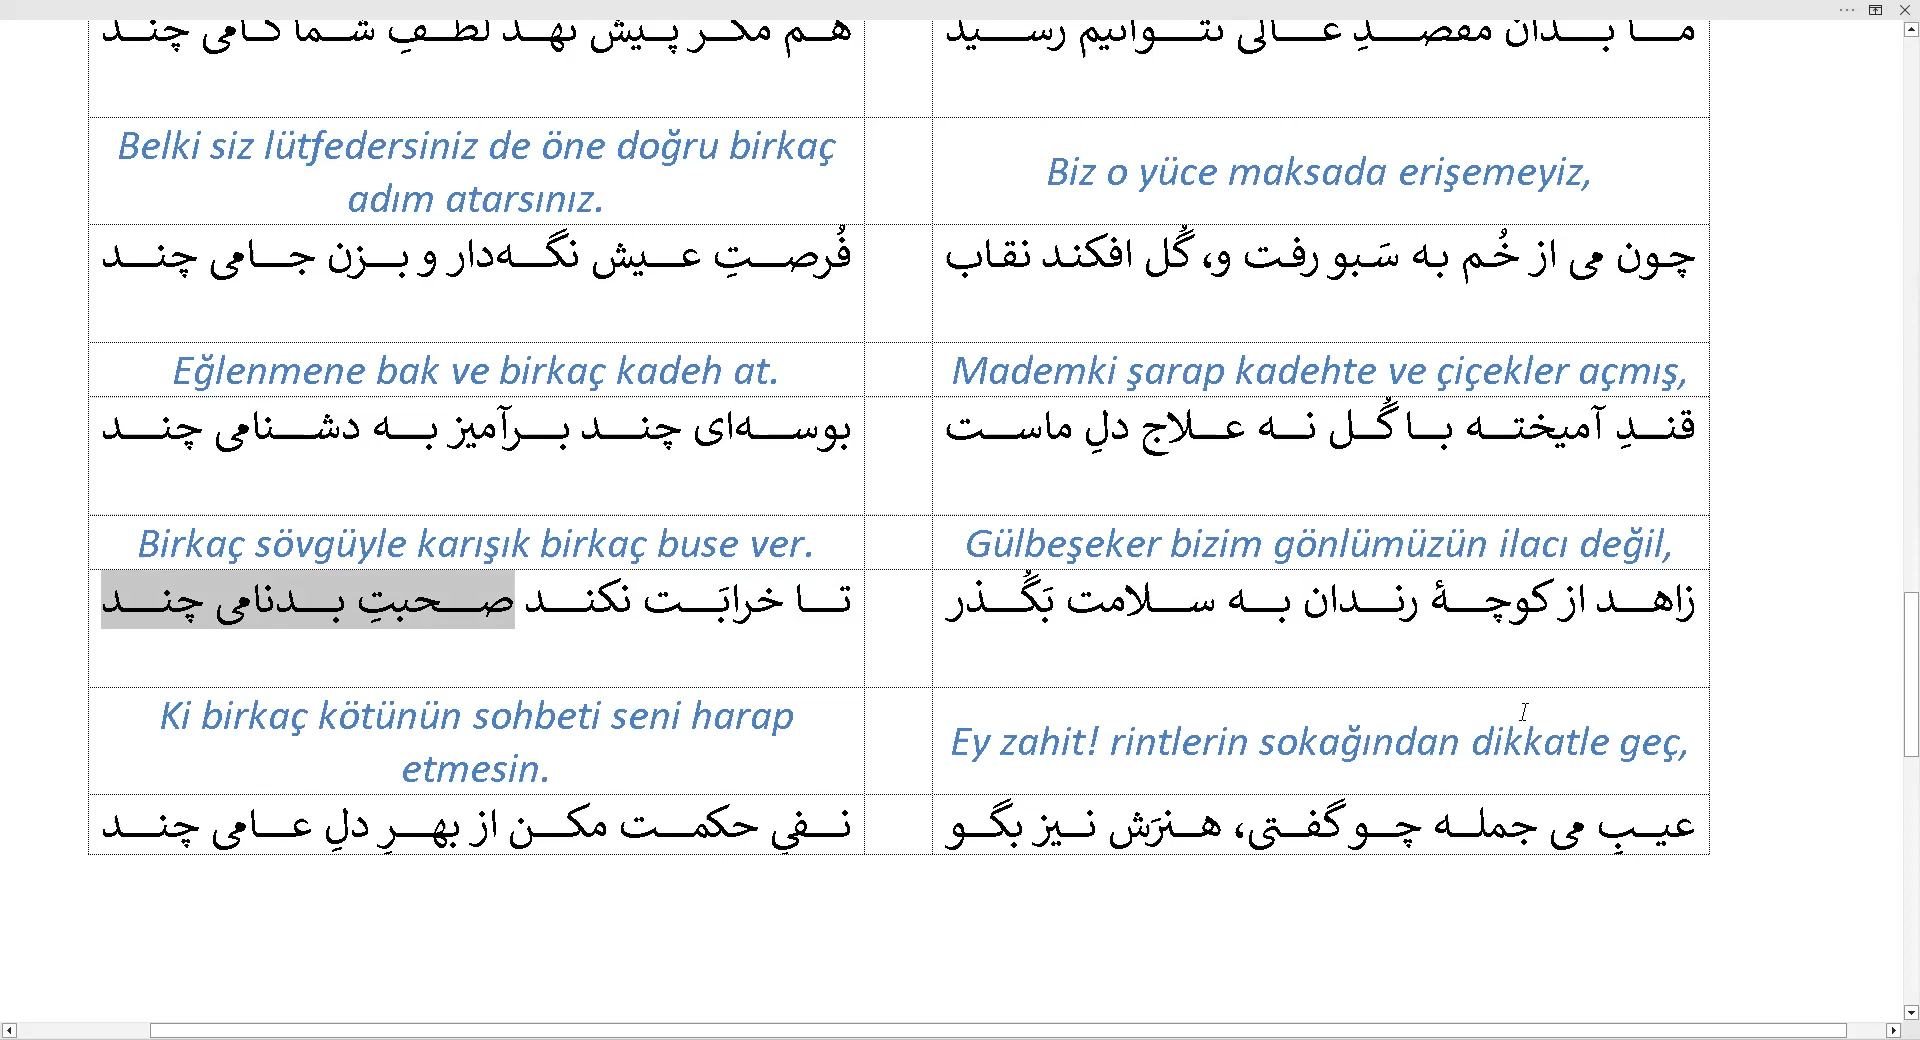 ما بدان مقصدِ عالی نتوانیم رسید
هم مگر پیش نهد لطفِ شما گامی چند
Biz o yüce maksada erişemeyiz,
Belki siz lütfedersiniz de öne doğru birkaç
adım atarsınız.
چون می از خُم به سَبو رفت و، گُل افکند نقاب
فُرصتِ عیش نگه‌دار و بزن جامی چند
Mademki şarap kadehte ve çiçekler açmış,
Eğlenmene bak ve birkaç kadeh at.
قندِ آمیخته با گُل نه علاجِ دلِ ماست
بوسه‌ای چند برآمیز به دشنامی چند
Gülbeşeker bizim gönlümüzün ilacı değil,
Birkaç sövgüyle karışık birkaç buse ver.
زاهد از کوچهٔ رندان به سلامت بَگُذر
تا خرابَت نکند صحبتِ بدنامی چند
Ey zahit! rintlerin sokağından dikkatle geç,
Ki birkaç kötünün sohbeti seni harap
etmesin.
عیبِ می جمله چو گفتی، هنرَش نیز بگو
نفیِ حکمت مکن از بهرِ دلِ عامی چند